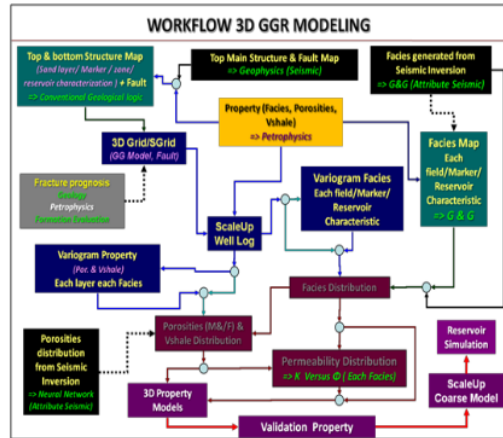 WORKFLOW 3D GGR MODELING
Top & bottom Structure Map
(Sand layer/ Marker / zone/
reservoir characterization ) + Fault
=> Conventional Geological logic
Top Main Structure & Fault Map
=> Geophysics (Seismic)
Facies generated from
Seismic Inversion
=> G&G (Attribute Seismic)
Property (Facies, Porosities,
Vshale)
=> Petrophysics
3D Grid/SGrid
(GG Model, Fault)
Facies Map
Each
field/Marker/
Reservoir
Characteristic
=> G & G
Fracture prognosis
Geology
Petrophysics
Formation Evaluation
Variogram Facies
Each field/Marker/
Reservoir
Characteristic
ScaleUp
Well Log
Variogram Property
(Por. & Vshale)
Each layer each Facies
Facies Distribution
Porosities
distribution
from Seismic
Inversion
=> Neural Network
(Attribute Seismic)
Porosities (M&/F) &
Vshale Distribution
Permeability Distribution
=> K Versus Φ ( Each Facies)
Reservoir
Simulation
3D Property
Models
ScaleUp
Coarse Model
Validation Property